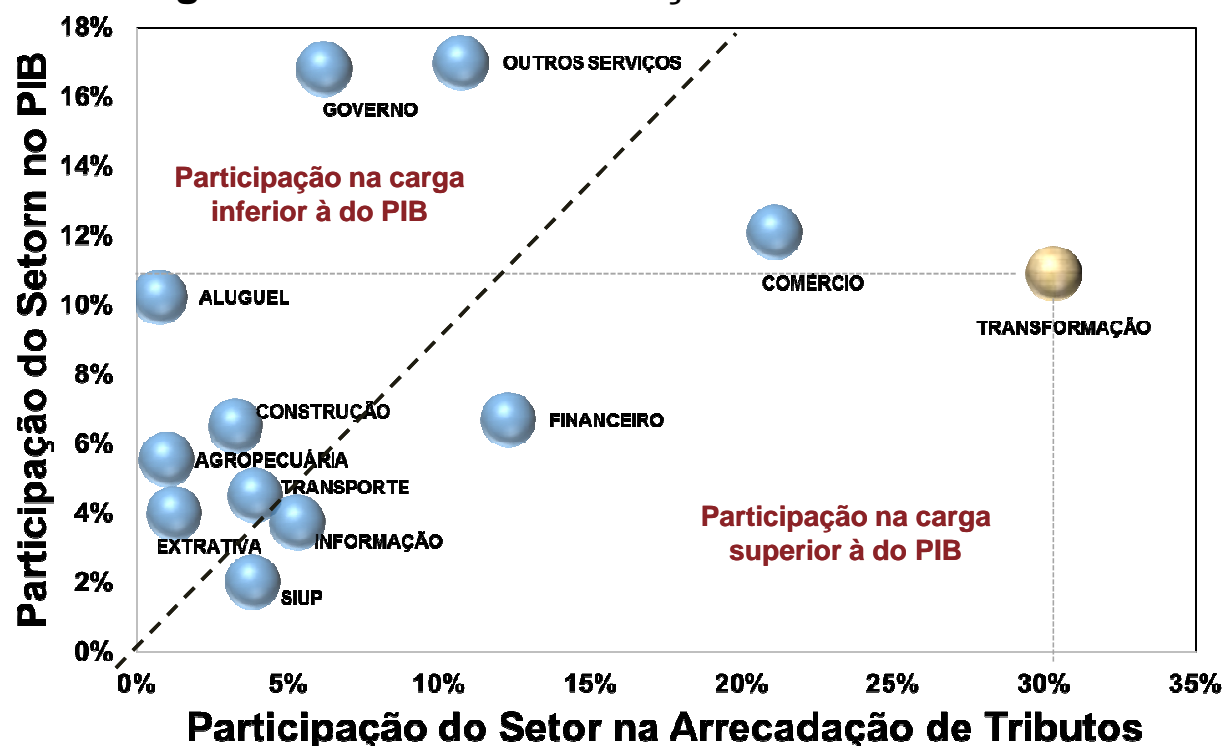 18%
OUTROS SERVIÇOS
16%
GOVERNO
14%
Participação na carga
inferior à do PIB
12%
COMÉRCIO
10%
ALUGUEL
TRANSFORMAÇÃO
8%
CONSTRUÇÃO
FINANCEIRO
6%
AGROPECUÁRIA
TRANSPORTE
4%
Participação na carga
superior à do PIB
INFORMAÇÃO
EXTRATIVA
2%
SIUP
0%
0% 5% 10% 15% 20% 25% 30% 35%
Participação do Setorn no PIB
Participação do Setor na Arrecadação de Tributos